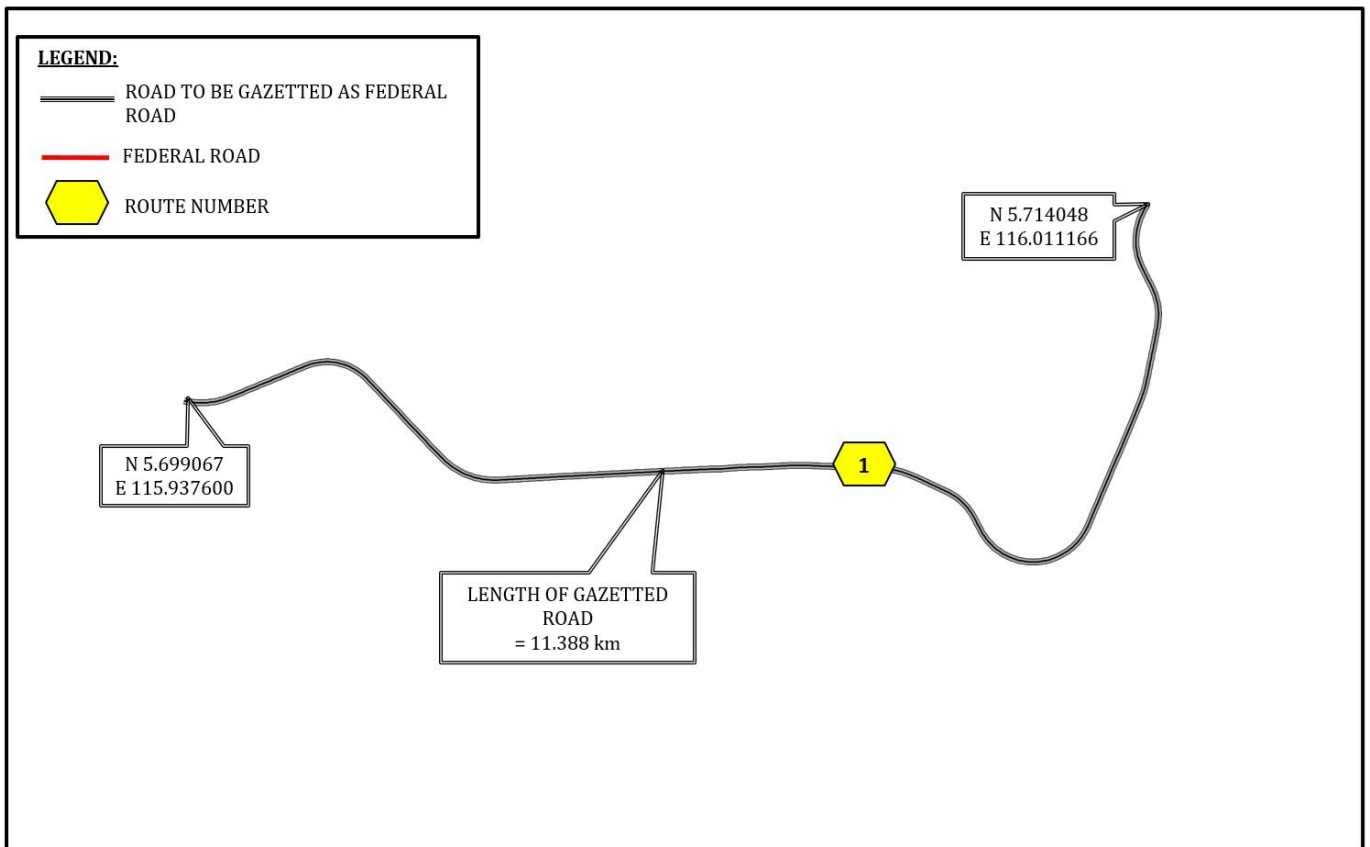 LEGEND:
ROAD TO BE GAZETTED AS FEDERAL
ROAD
FEDERAL ROAD
ROUTE NUMBER
N 5.714048
E 116.011166
N 5.699067
E 115.937600
1
LENGTH OF GAZETTED
ROAD
= 11.388 km